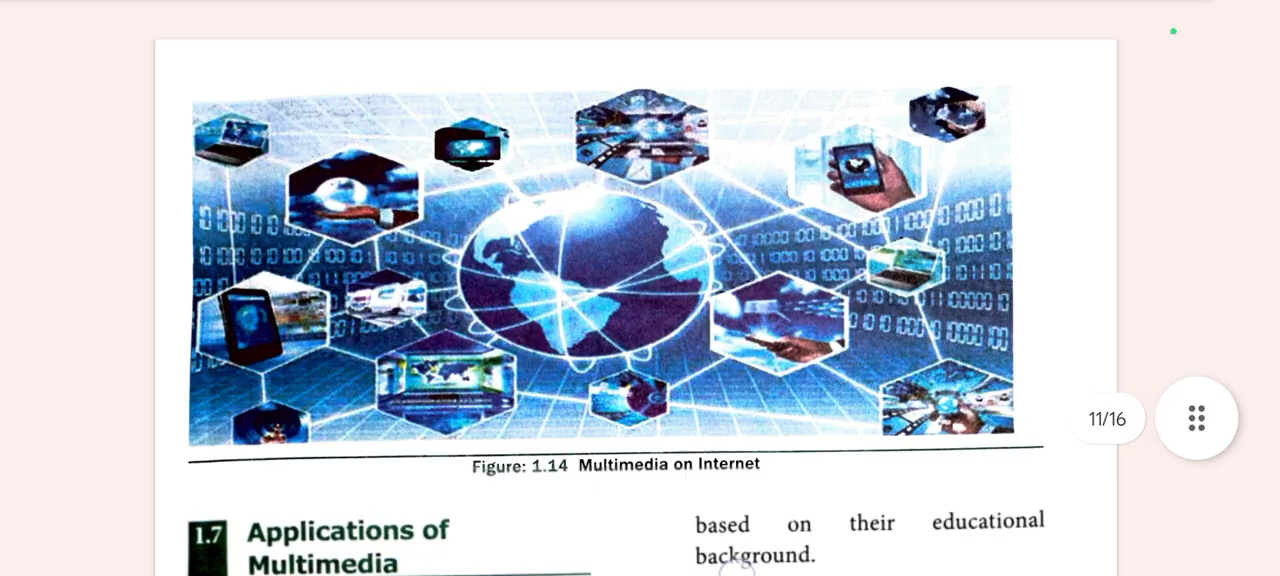 11/16
Figure: 1.14 Multimedia on Internet
1.7 Applications of
Multimedia
based on their educational
background.